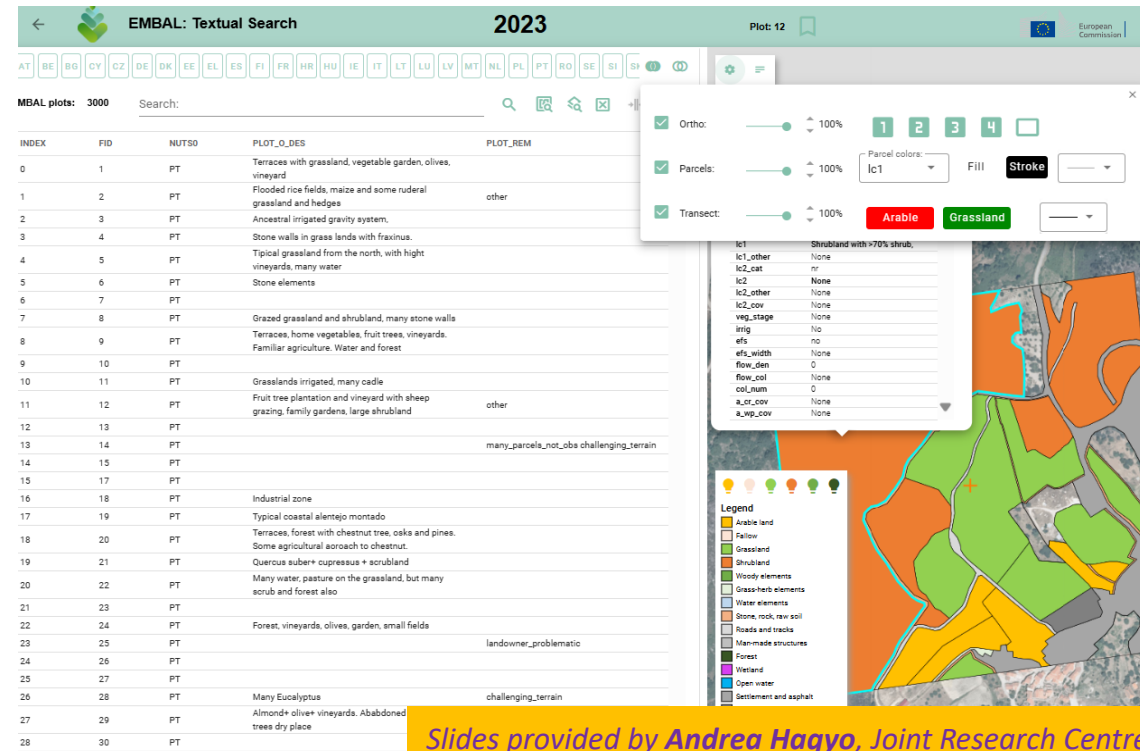 EMBAL: Textual Search
2023
Plot: 12
European
Commission
AT BE BG CY CZ DE DK EE EL ES FI FR HR HU IE IT LT LU LV MT NL PL PT RO SE SI
MBAL plots: 3000 Search:
INDEX FID NUTS0 PLOT_O_DES PLOT_REM
0 1 PT Terraces with grassland, vegetable garden, olives,
vineyard
1 2 PT Flooded rice fields, maize and some ruderal
grassland and hedges other
2 3 PT Ancestral irrigated gravity system,
3 4 PT Stone walls in grass lsnds with fraxinus.
4 5 PT Tipical grassland from the north, with hight
vineyards, many water
5 6 PT Stone elements
6 7 PT
7 8 PT Grazed grassland and shrubland, many stone walls
8 9 PT Terraces, home vegetables, fruit trees, vineyards.
Familiar agriculture. Water and forest
9 10 PT
10 11 PT Grasslands irrigated, many cadle
11 12 PT Fruit tree plantation and vineyard with sheep
grazing, family gardens, large shrubland other
12 13 PT
13 14 PT many_parcels_not_obs challenging_terrain
14 15 PT
15 17 PT
16 18 PT Industrial zone
17 19 PT Typical coastal alentejo montado
18 20 PT Terraces, forest with chestnut tree, osks and pines.
Some agricultural aoroach to chestnut.
19 21 PT Quercus suber+ cupressus + scrubland
20 22 PT Many water, pasture on the grassland, but many
scrub and forest also
21 23 PT
22 24 PT Forest, vineyards, olives, garden, small fields
23 25 PT landowner_problematic
24 26 PT
25 27 PT
26 28 PT Many Eucalyptus challenging_terrain
27 29 PT Almond+ olive+ vineyards. Ababdoned
trees dry place
28 30 PT
Ortho: 100% 1 2 3 4
Parcel colors:
Parcels: 100% lc1 Fill Stroke
Transect: 100% Arable Grassland
lc1 Shrubland with >70% shrub,
lc1_other None
lc2_cat nr
lc2 None
lc2_other None
lc2_cov None
veg_stage None
irrig No
efs no
efs_width None
flow_den 0
flow_col None
col_num 0
a_cr_cov None
a_wp_cov None
Legend
Arable land
Fallow
Grassland
Shrubland
Woody elements
Grass-herb elements
Water elements
Stone, rock, raw soil
Roads and tracks
Man-made structures
Forest
Wetland
Open water
Settlement and asphalt
Slides provided by Andrea Hagyo, Joint Research Centre